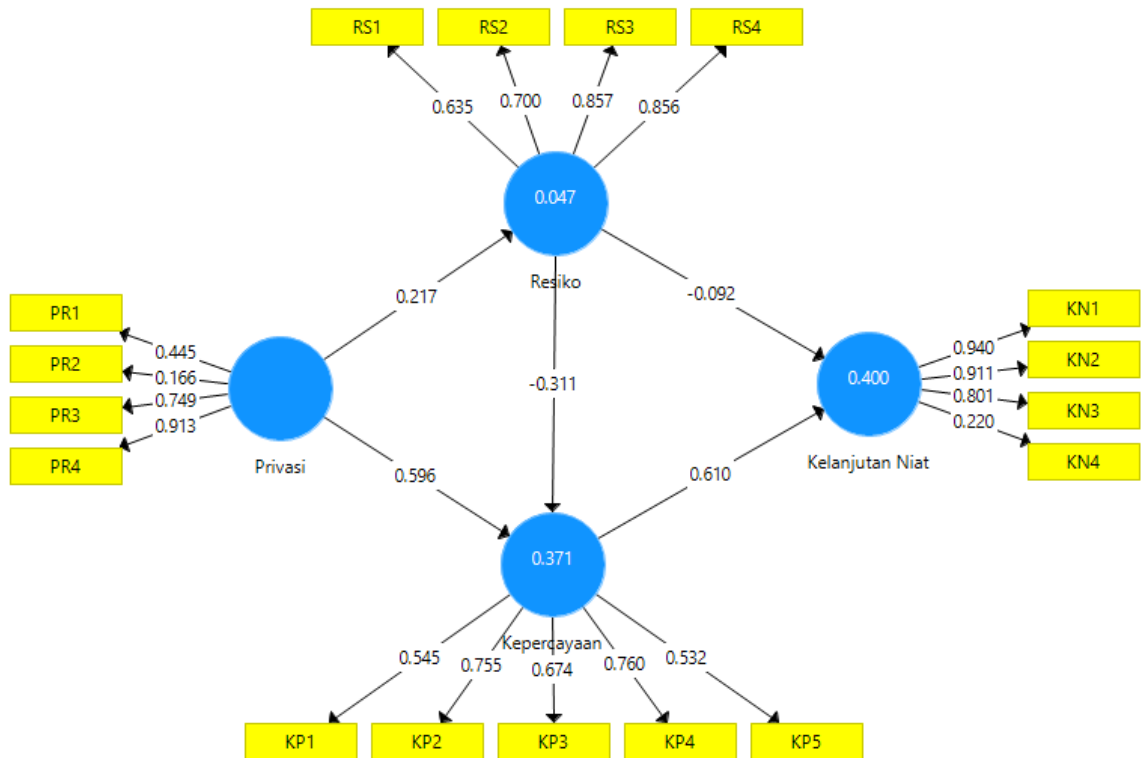 RS1 RS2 RS3 RS4
0.635 0.700 0.857 0.856
0.047
Resiko
0.217
-0.092
-0.311
PR1
PR2
PR3
PR4
0.445
0.166
0.749
0.913
Privasi
0.596
0.610
KN1
KN2
KN3
KN4
0.940
0.911
0.801
0.220
0.400
Kelanjutan Niat
0.371
Kepercayaan
0.545 0.755 0.674 0.760 0.532
KP1 KP2 KP3 KP4 KP5